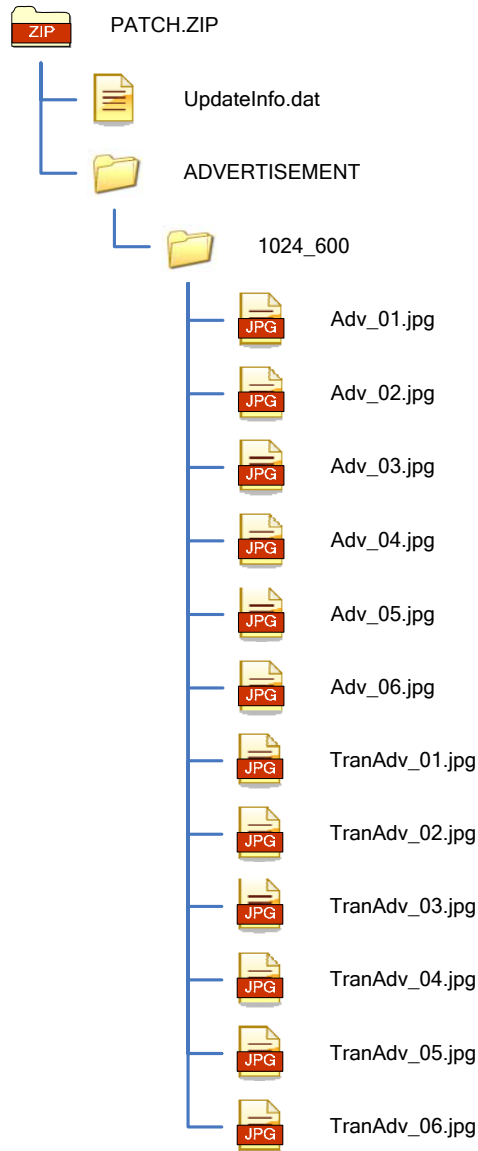 ZIP PATCH.ZIP
UpdateInfo.dat
ADVERTISEMENT
1024_600
JPG Adv_01.jpg
JPG Adv_02.jpg
JPG Adv_03.jpg
JPG Adv_04.jpg
JPG Adv_05.jpg
JPG Adv_06.jpg
JPG TranAdv_01.jpg
JPG TranAdv_02.jpg
JPG TranAdv_03.jpg
JPG TranAdv_04.jpg
JPG TranAdv_05.jpg
JPG TranAdv_06.jpg